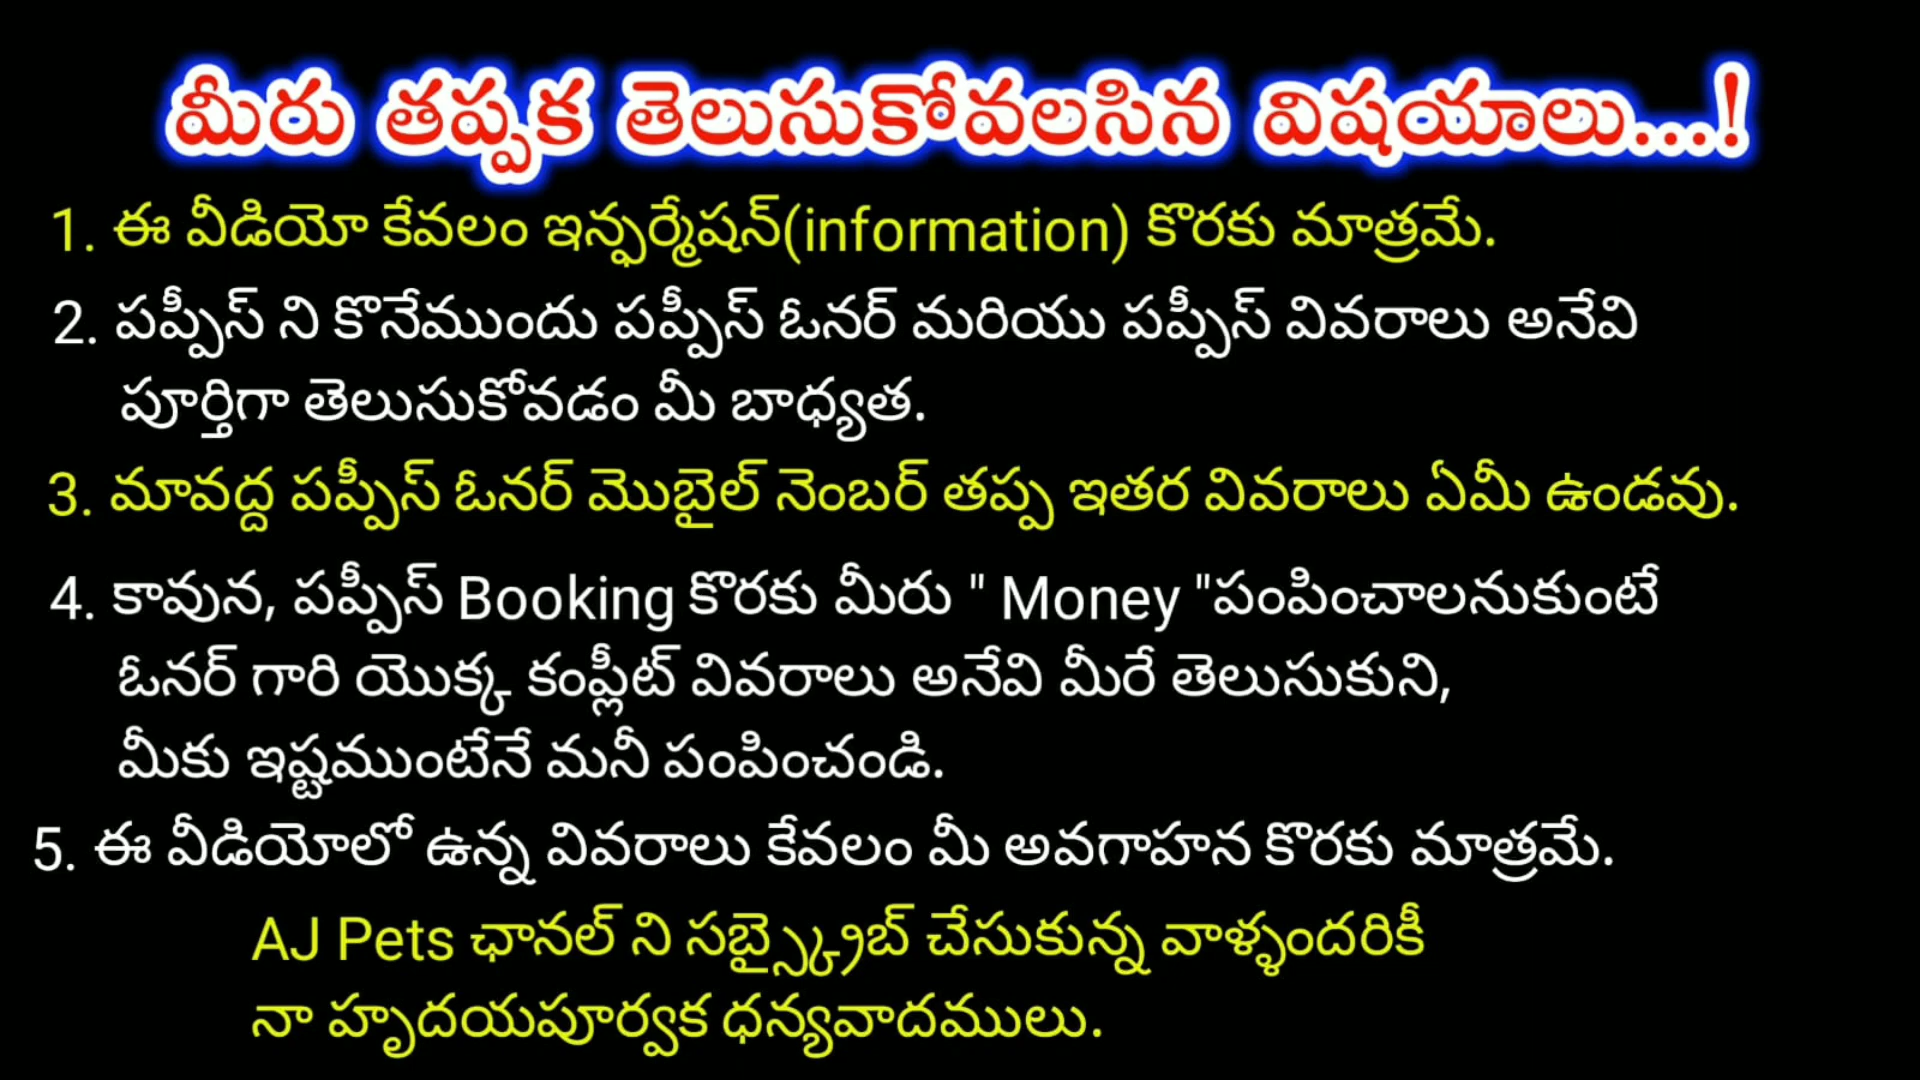 మీరు తప్పక తెలుసుకోవలసిన విషయాలు...!
1. ఈ వీడియో కేవలం ఇన్ఫర్మేషన్(information) కొరకు మాత్రమే.
2. పప్పీస్ ని కొనేముందు పప్పీస్ ఓనర్ మరియు పప్పీస్ వివరాలు అనేవి
పూర్తిగా తెలుసుకోవడం మీ బాధ్యత.
3. మావద్ద పప్పీస్ ఓనర్ మొబైల్ నెంబర్ తప్ప ఇతర వివరాలు ఏమీ ఉండవు.
4. కావున, పప్పీస్ Booking కొరకు మీరు " Money "పంపించాలనుకుంటే
ఓనర్ గారి యొక్క కంప్లీట్ వివరాలు అనేవి మీరే తెలుసుకుని,
మీకు ఇష్టముంటేనే మనీ పంపించండి.
5. ఈ వీడియోలో ఉన్న వివరాలు కేవలం మీ అవగాహన కొరకు మాత్రమే.
AJ Pets ఛానల్ ని సబ్స్క్రైబ్ చేసుకున్న వాళ్ళందరికీ
నా హృదయపూర్వక ధన్యవాదములు.